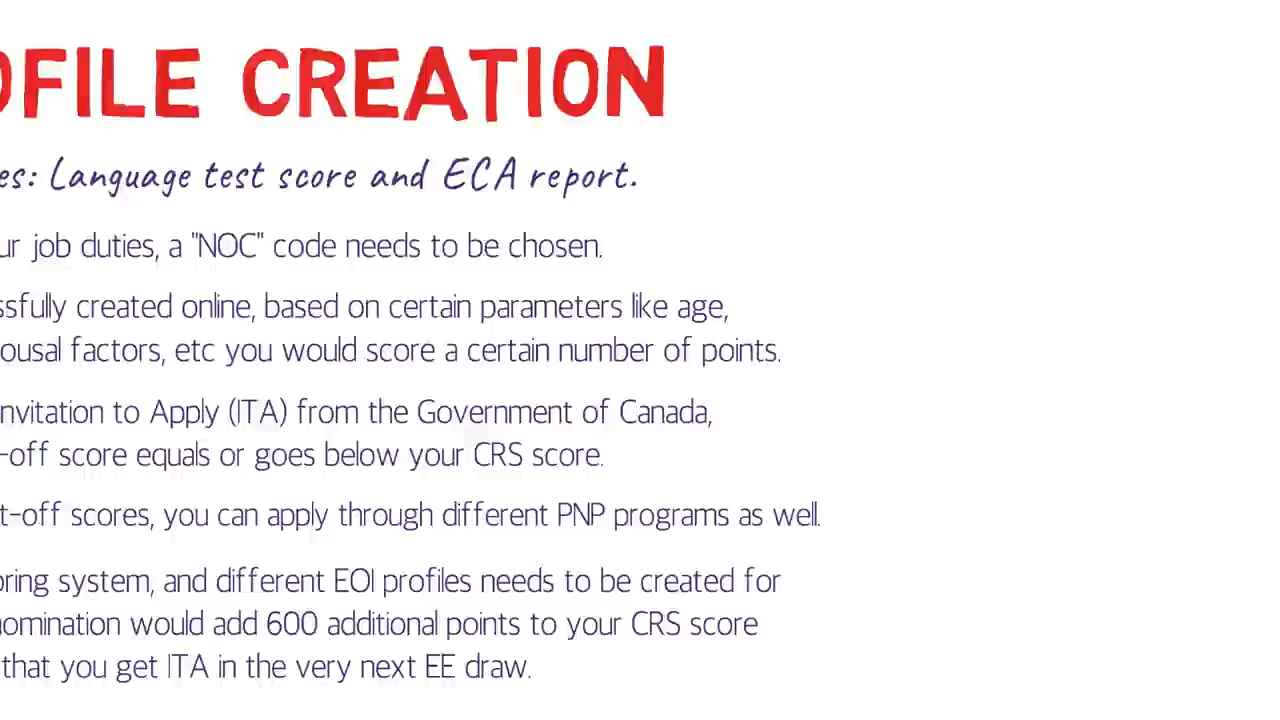 OFILE CREATION
es: Language test score and ECA report.
ur job duties, a "NOC" code needs to be chosen.
ssfully created online, based on certain parameters like age,
ousal factors, etc you would score a certain number of points.
nvitation to Apply (ITA) from the Government of Canada,
-off score equals or goes below your CRS score.
t-off scores, you can apply through different PNP programs as well.
oring system, and different EOI profiles needs to be created for
omination would add 600 additional points to your CRS score
that you get ITA in the very next EE draw.